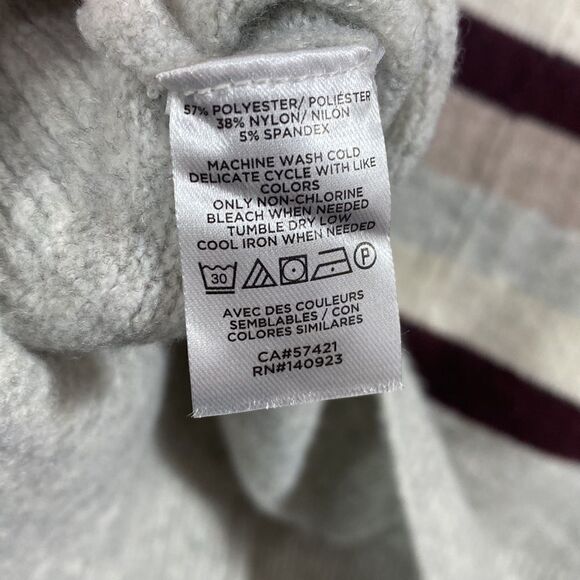 57% POLYESTER/ POLIÉSTER
38% NYLON/ NILON
5% SPANDEX
MACHINE WASH COLD
DELICATE CYCLE WITH LIKE
COLORS
ONLY NON-CHLORINE
BLEACH WHEN NEEDED
TUMBLE DRY LOW
COOL IRON WHEN NEEDED
30 P
AVEC DES COULEURS
SEMBLABLES / CON
COLORES SIMILARES
CA#57421
RN#140923